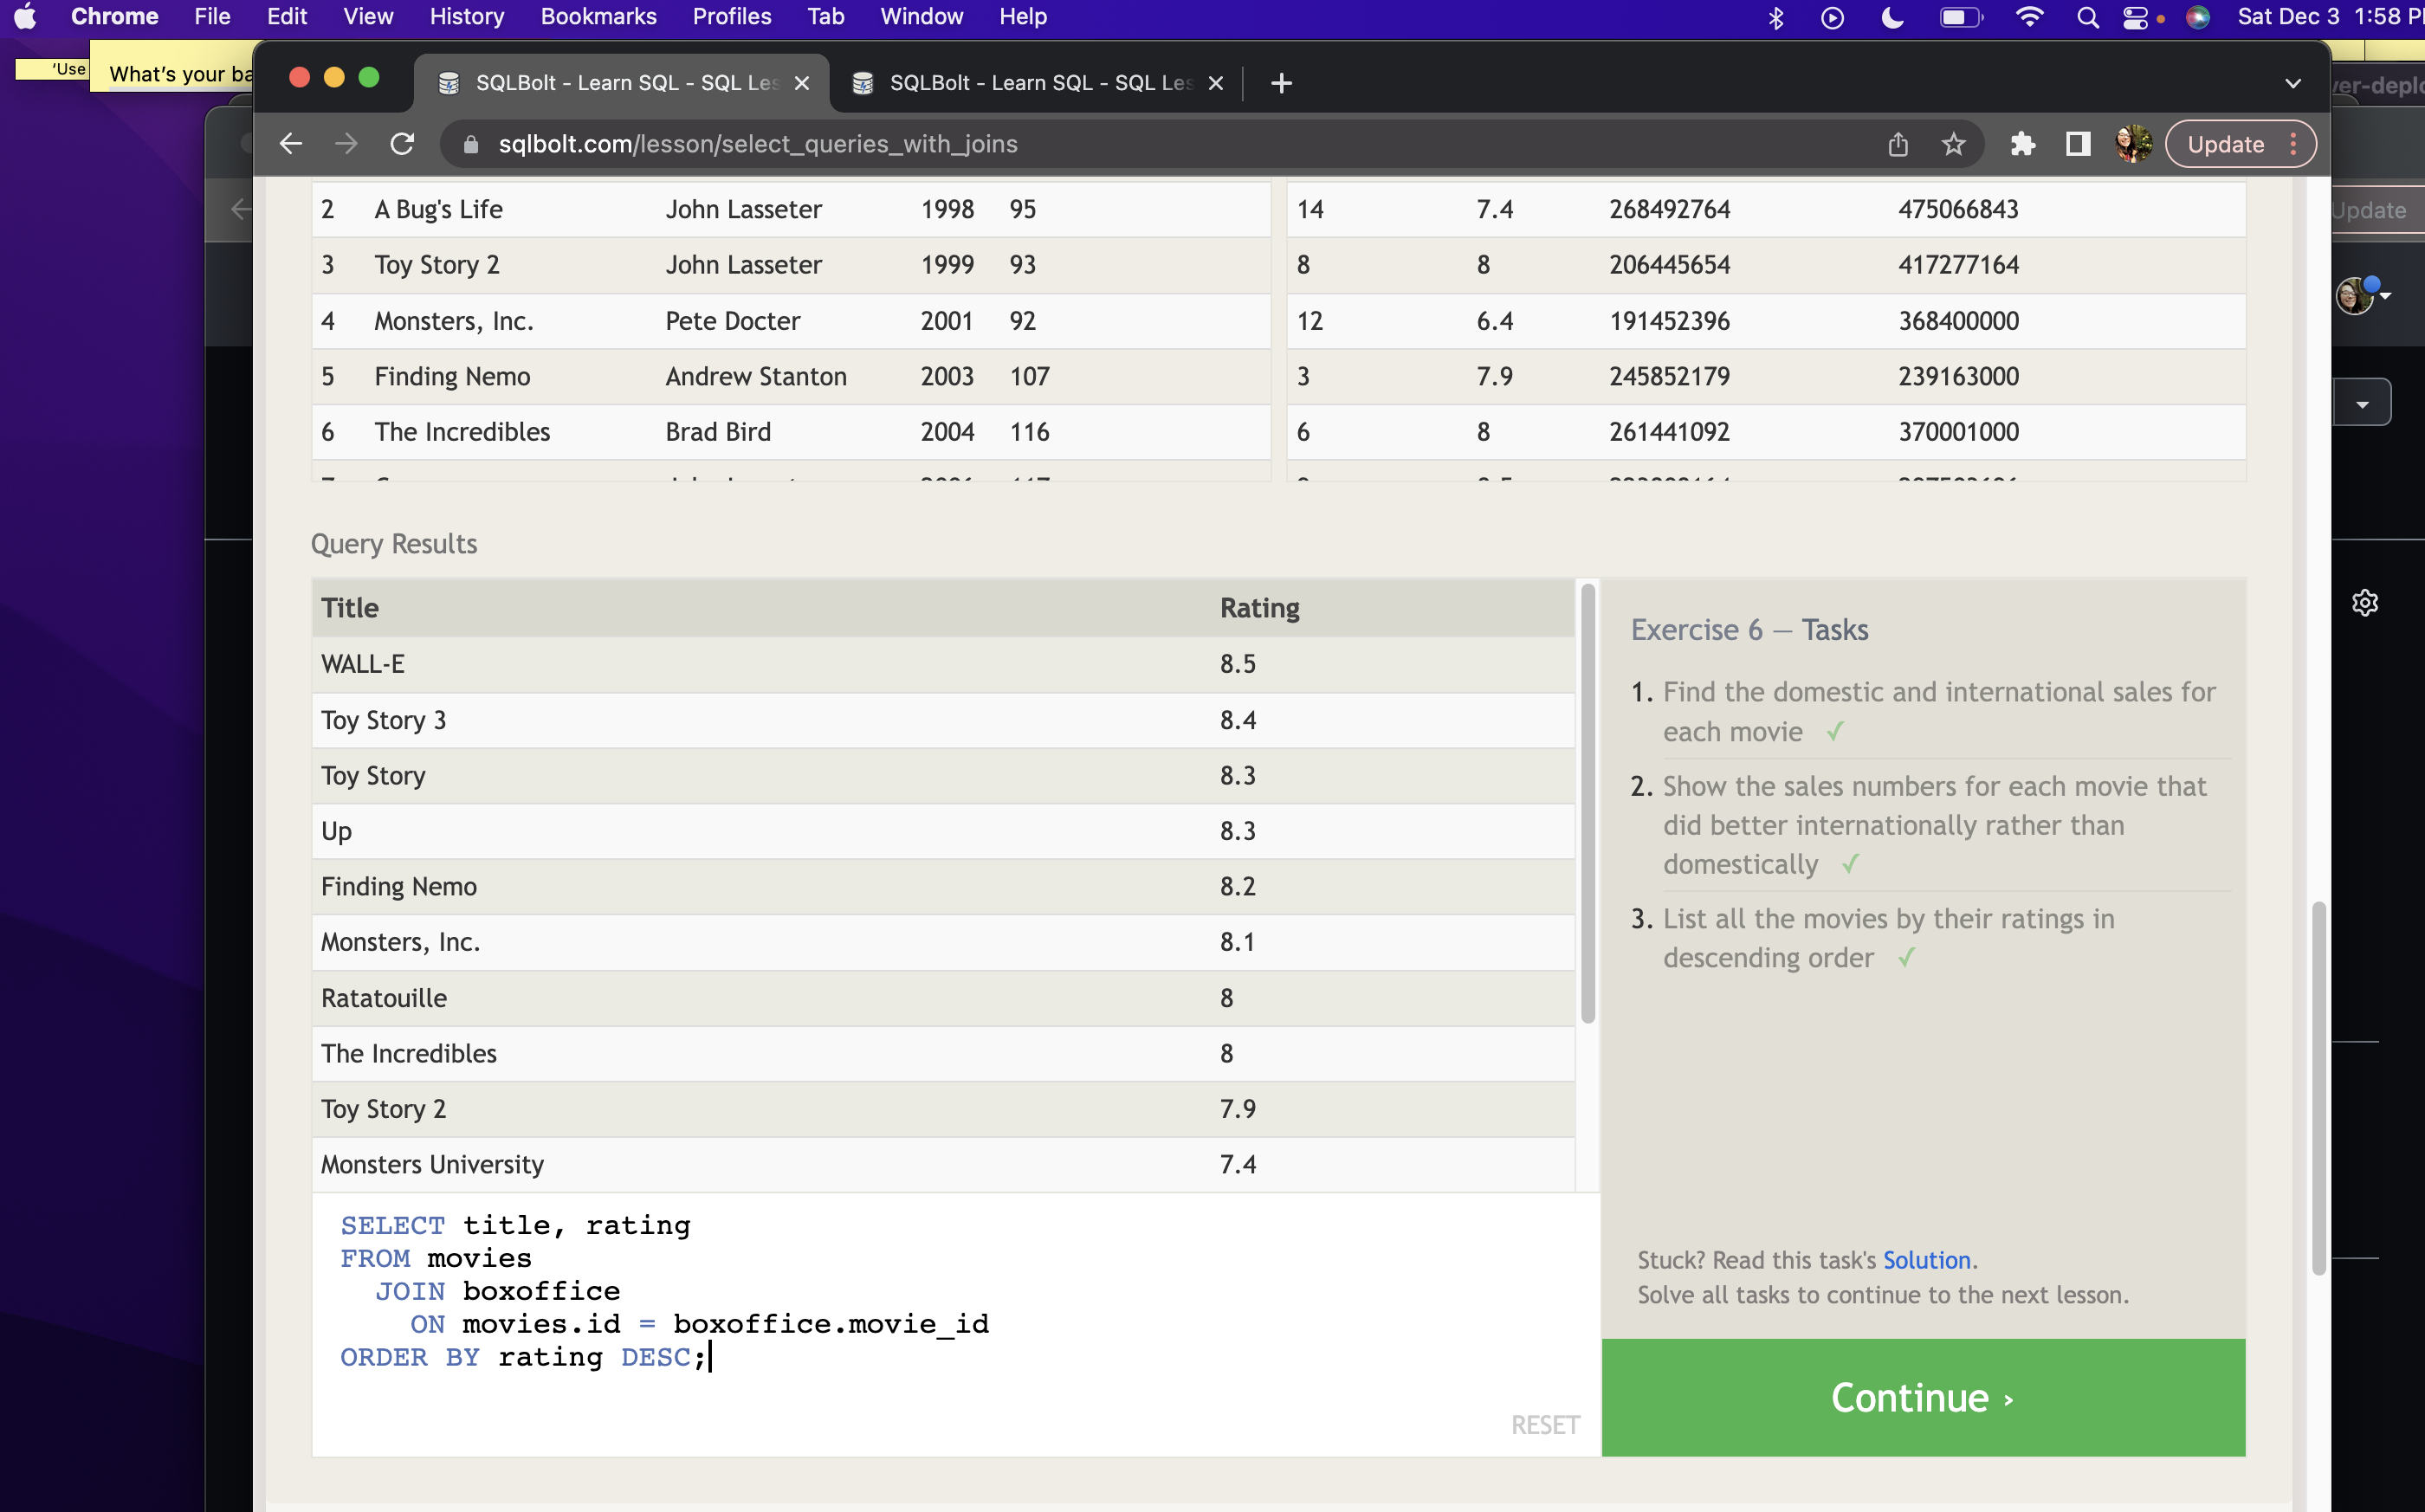 Chrome File Edit View History Bookmarks Profiles Tab Window Help Sat Dec 3 1:58 P
'Use
What's your ba
SQLBolt - Learn SQL - SQL Les SQLBolt - Learn SQL - SQL Les
ver-deplo
sqlbolt.com/lesson/select_queries_with_joins Update
Update
2 A Bug's Life John Lasseter 1998 95 14 7.4 268492764 475066843
3 Toy Story 2 John Lasseter 1999 93 8 8 206445654 417277164
4 Monsters, Inc. Pete Docter 2001 92 12 6.4 191452396 368400000
5 Finding Nemo Andrew Stanton 2003 107 3 7.9 245852179 239163000
6 The Incredibles Brad Bird 2004 116 6 8 261441092 370001000
Query Results
Title Rating
WALL-E 8.5
Toy Story 3 8.4
Toy Story 8.3
Up 8.3
Finding Nemo 8.2
Monsters, Inc. 8.1
Ratatouille 8
The Incredibles 8
Toy Story 2 7.9
Monsters University 7.4
SELECT title, rating
FROM movies
JOIN boxoffice
ON movies.id = boxoffice.movie_id
ORDER BY rating DESC;
RESET
Exercise 6 — Tasks
1. Find the domestic and international sales for
each movie ✓
2. Show the sales numbers for each movie that
did better internationally rather than
domestically ✓
3. List all the movies by their ratings in
descending order ✓
Stuck? Read this task's Solution.
Solve all tasks to continue to the next lesson.
Continue ›